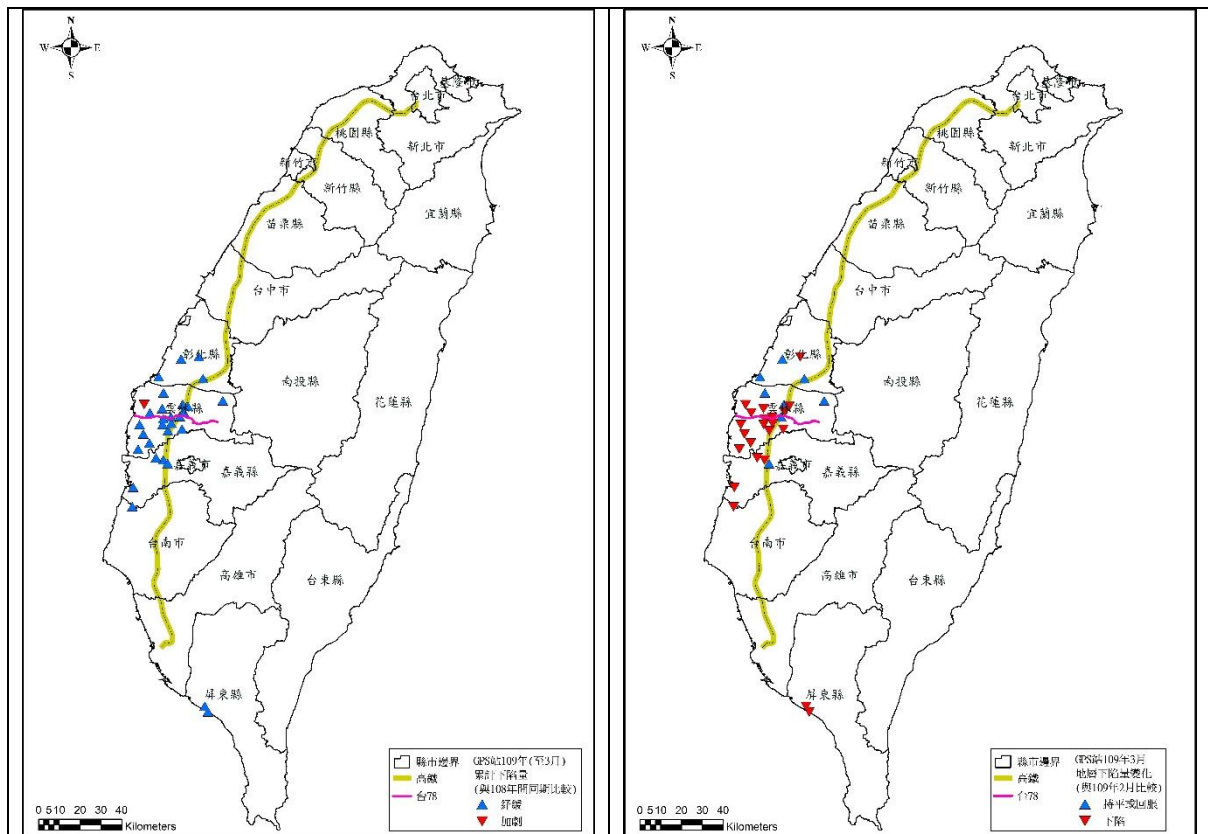 N
W E
S
基隆市
台北市
桃園縣
新北市
新竹市
新竹縣
宜蘭縣
苗栗縣
台中市
彰化縣
南投縣
花蓮縣
雲林縣
嘉義市
嘉義縣
台南市
高雄市
台東縣
屏東縣
縣市邊界
高鐵
台78
GPS站109年(至3月)
累計下陷量
(與108年間同期比較)
紓緩
加劇
0 5 10 20 30 40
Kilometers
N
W E
S
基隆市
台北市
桃園縣
新北市
新竹市
新竹縣
宜蘭縣
苗栗縣
台中市
彰化縣
南投縣
花蓮縣
雲林縣
嘉義市
嘉義縣
台南市
高雄市
台東縣
屏東縣
縣市邊界
高鐵
台78
GPS站109年3月
地層下陷量變化
(與109年2月比較)
持平或回脹
下陷
0 5 10 20 30 40
Kilometers